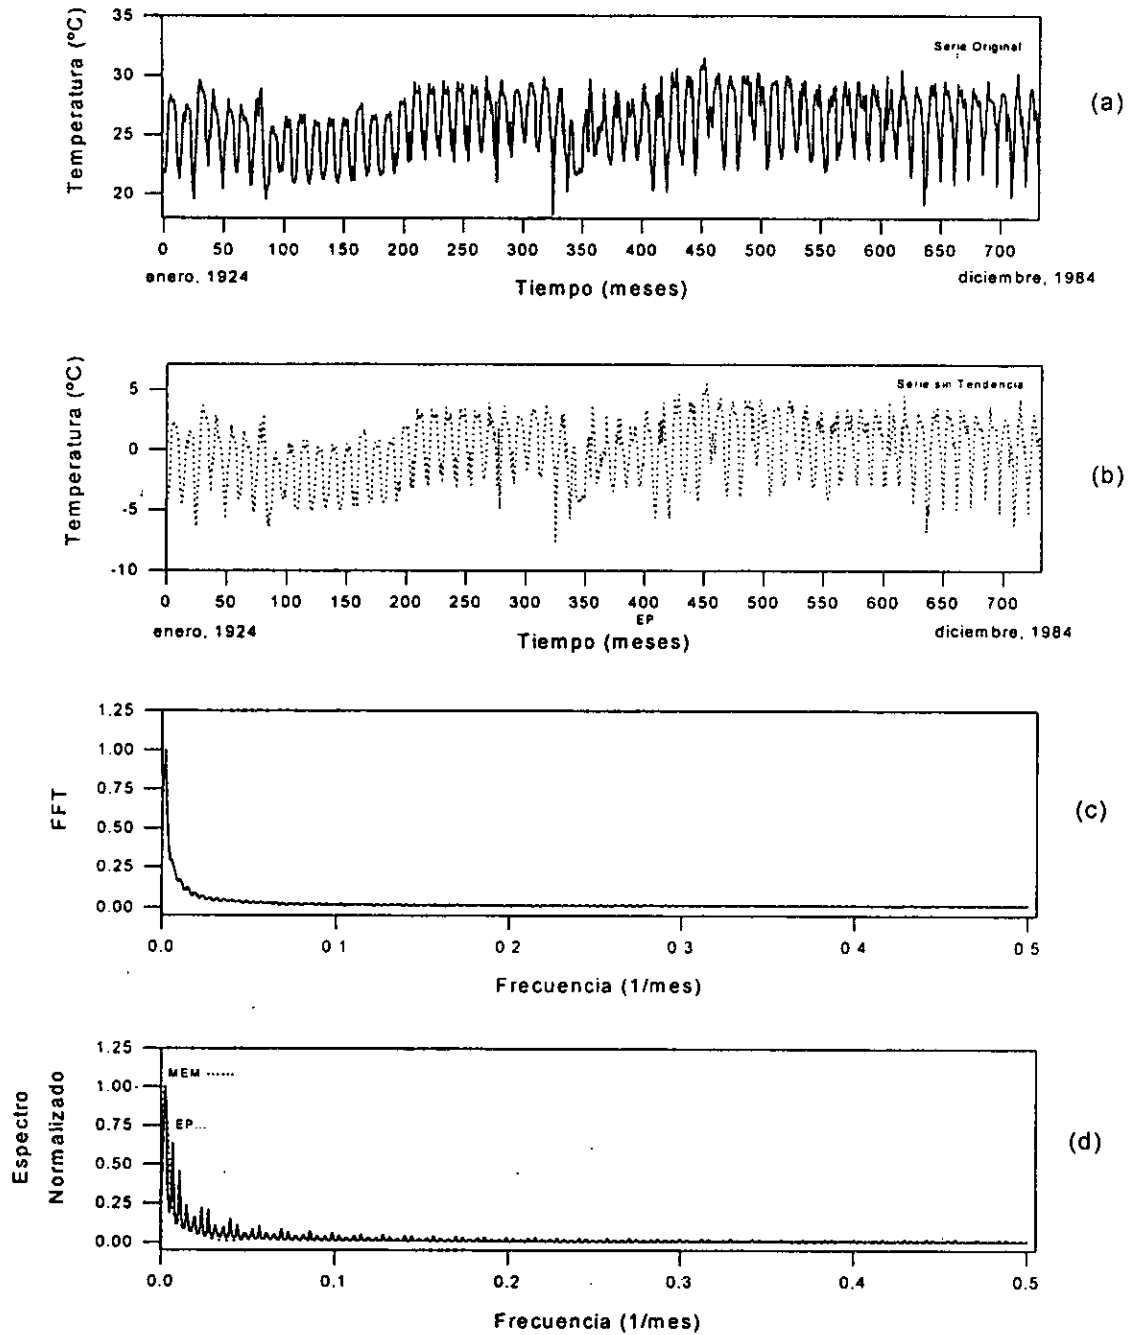 35
30
25
20
Temperatura (ºC)
Serie Original
(a)
0 50 100 150 200 250 300 350 400 450 500 550 600 650 700
enero, 1924
Tiempo (meses)
diciembre, 1984
5
0
-5
-10
Temperatura (ºC)
Serie sin Tendencia
(b)
0 50 100 150 200 250 300 350 400 450 500 550 600 650 700
EP
enero, 1924
Tiempo (meses)
diciembre, 1984
1.25
1.00
0.75
0.50
0.25
0.00
FFT
(c)
0.0 0 1 0 2 0 3 0 4 0 5
Frecuencia (1/mes)
1.25
1.00
0.75
0.50
0.25
0.00
Espectro
Normalizado
MEM ......
EP...
(d)
0.0 0.1 0.2 0.3 0.4 0.5
Frecuencia (1/mes)